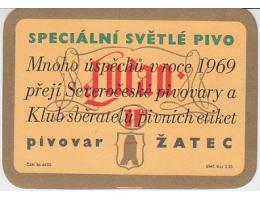 SPECIÁLNÍ SVĚTLÉ PIVO
Mnoho úspěchů v roce 1969
přejí Severočeské pivovary a
Klub sběratelů pivních etiket
pivovar ŽATEC